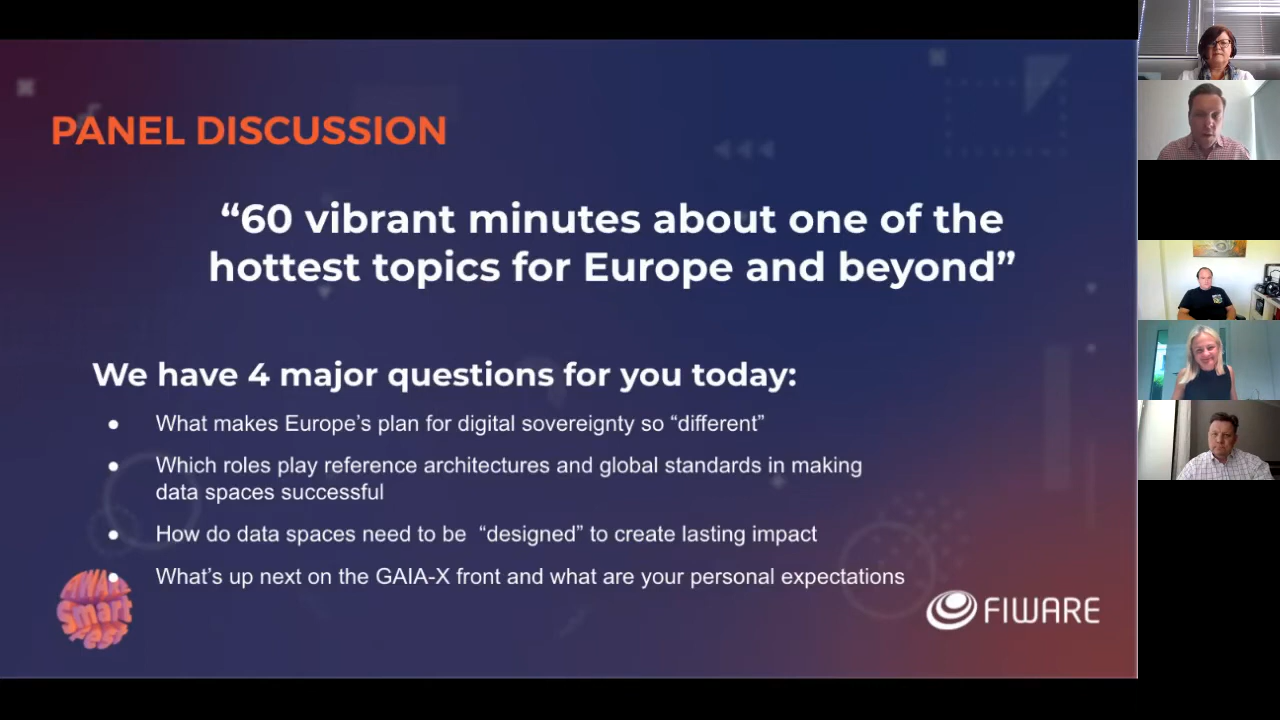 PANEL DISCUSSION
“60 vibrant minutes about one of the
hottest topics for Europe and beyond”
We have 4 major questions for you today:
● What makes Europe’s plan for digital sovereignty so “different”
● Which roles play reference architectures and global standards in making
data spaces successful
● How do data spaces need to be “designed” to create lasting impact
● What’s up next on the GAIA-X front and what are your personal expectations
Smart
Fest
FIWARE